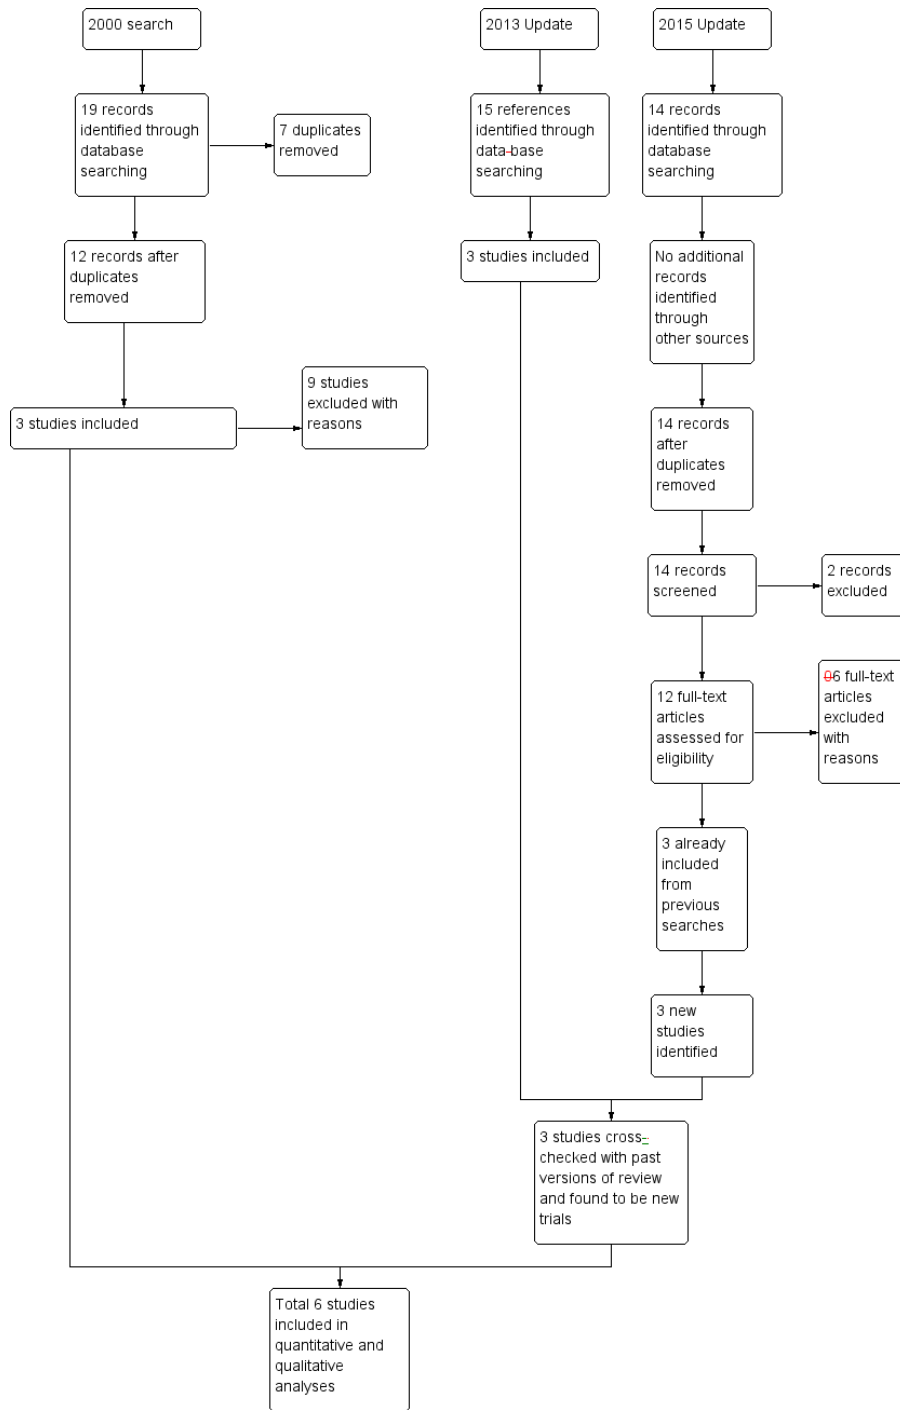 2000 search
19 records
identified through
database
searching
7 duplicates
removed
12 records after
duplicates
removed
3 studies included
9 studies
excluded with
reasons
2013 Update
15 references
identified through
data-base
searching
3 studies included
2015 Update
14 records
identified through
database
searching
No additional
records
identified
through
other sources
14 records
after
duplicates
removed
14 records
screened
2 records
excluded
12 full-text
articles
assessed for
eligibility
06 full-text
articles
excluded
with
reasons
3 already
included
from
previous
searches
3 new
studies
identified
3 studies cross-
checked with past
versions of review
and found to be new
trials
Total 6 studies
included in
quantitative and
qualitative
analyses